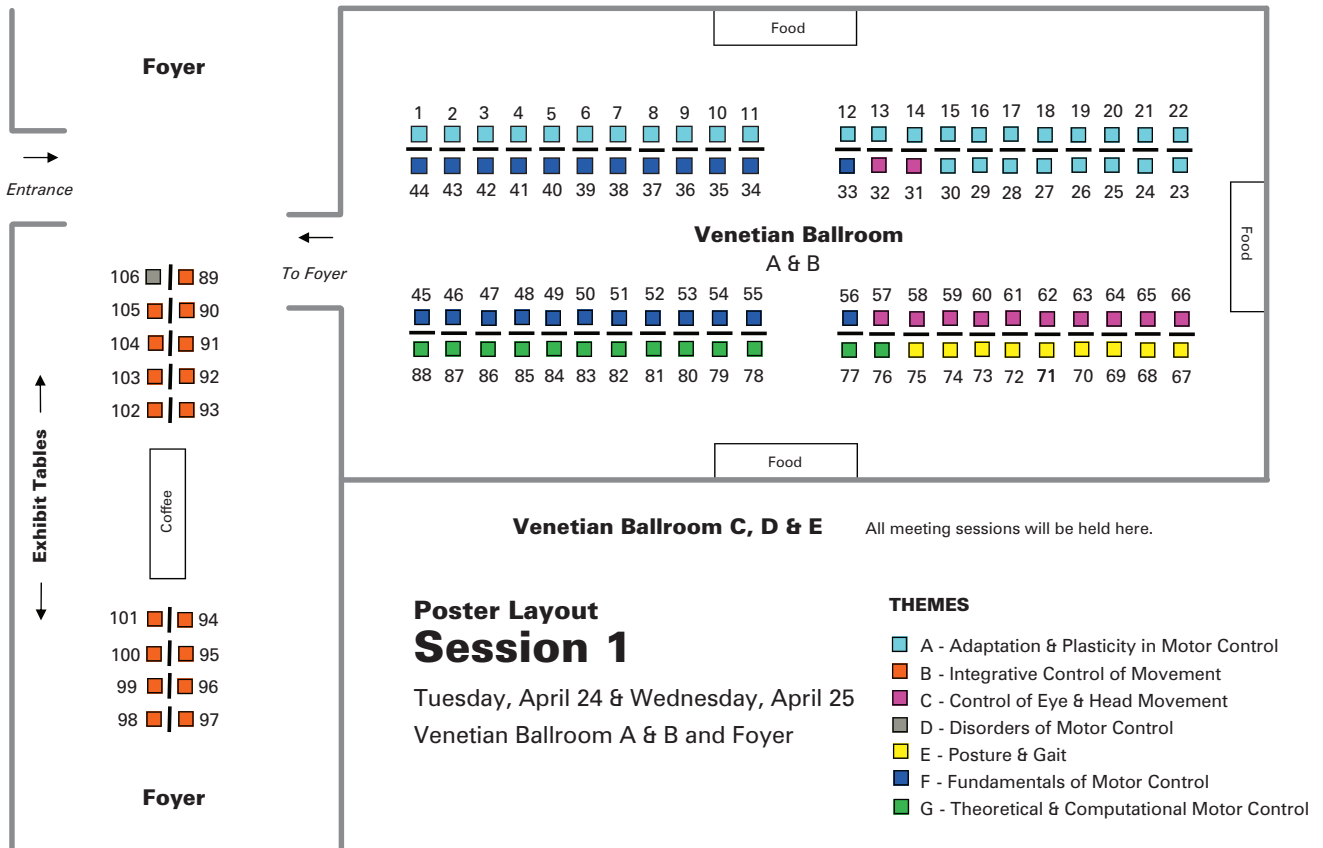 Food
Foyer
1 2 3 4 5 6 7 8 9 10 11
12 13 14 15 16 17 18 19 20 21 22
Entrance
44 43 42 41 40 39 38 37 36 35 34
33 32 31 30 29 28 27 26 25 24 23
Venetian Ballroom
A & B
Food
To Foyer
106 89
105 90
104 91
103 92
102 93
45 46 47 48 49 50 51 52 53 54 55
56 57 58 59 60 61 62 63 64 65 66
88 87 86 85 84 83 82 81 80 79 78
77 76 75 74 73 72 71 70 69 68 67
Food
Exhibit Tables
Coffee
101 94
100 95
99 96
98 97
Foyer
Venetian Ballroom C, D & E
All meeting sessions will be held here.
Poster Layout
Session 1
Tuesday, April 24 & Wednesday, April 25
Venetian Ballroom A & B and Foyer
THEMES
A - Adaptation & Plasticity in Motor Control
B - Integrative Control of Movement
C - Control of Eye & Head Movement
D - Disorders of Motor Control
E - Posture & Gait
F - Fundamentals of Motor Control
G - Theoretical & Computational Motor Control